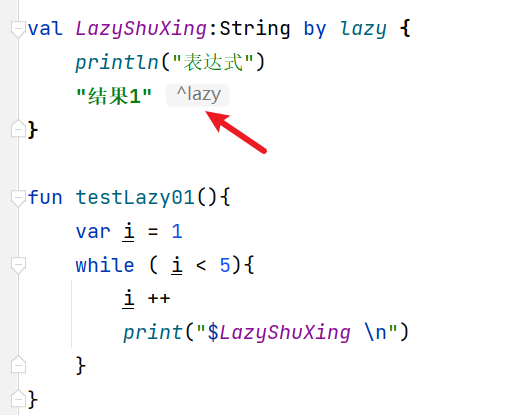 val LazyShuXing:String by lazy {
println("表达式")
"结果1" ^lazy
}
fun testLazy01(){
var i = 1
while ( i < 5){
i ++
print("$LazyShuXing \n")
}
}